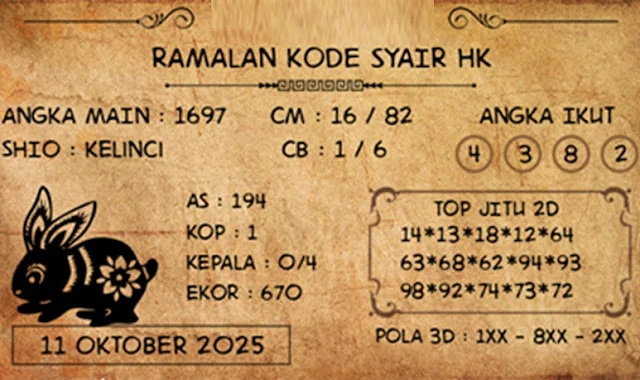 RAMALAN KODE SYAIR HK
ANGKA MAIN : 1697
CM : 16 / 82
ANGKA IKUT
SHIO : KELINCI
CB : 1 / 6
4 3 8 2
AS : 194
KOP : 1
KEPALA : 0/4
EKOR : 670
TOP JITU 2D
14*13*18*12*64
63*68*62*94*93
98*92*74*73*72
11 OKTOBER 2025
POLA 3D : 1XX - 8XX - 2XX